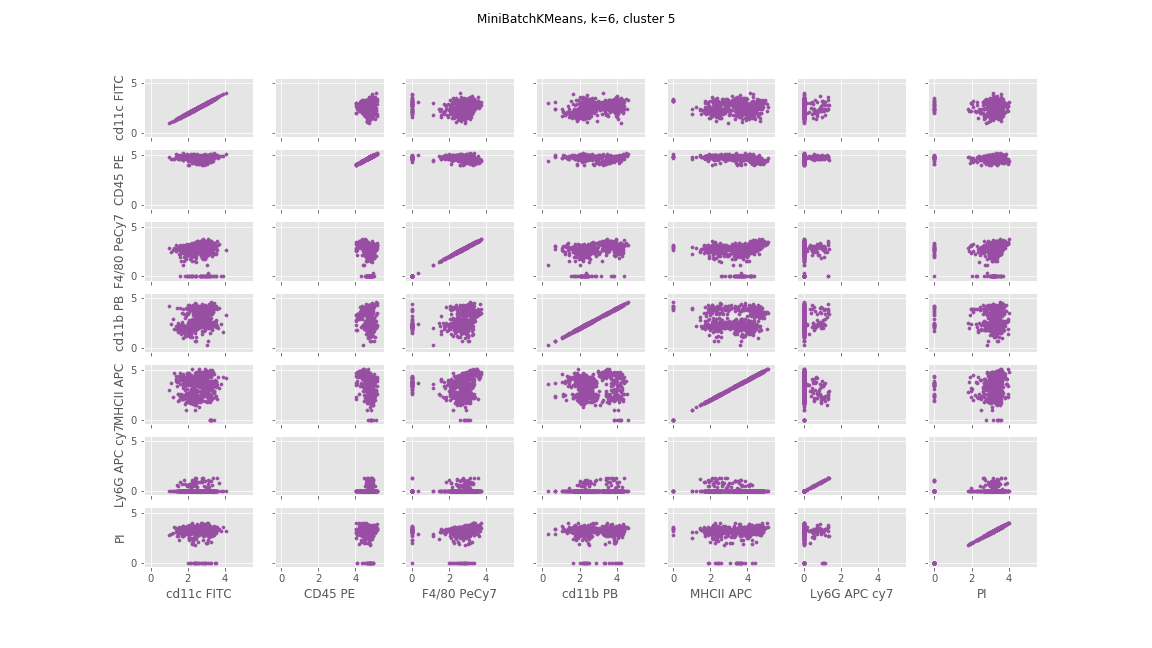 MiniBatchKMeans, k=6, cluster 5
cd11c FITC
5
0
CD45 PE
5
0
F4/80 PeCy7
5
0
cd11b PB
5
0
MHCII APC
5
0
Ly6G APC cy7
5
0
PI
5
0
0 2 4 0 2 4 0 2 4 0 2 4 0 2 4 0 2 4 0 2 4
cd11c FITC CD45 PE F4/80 PeCy7 cd11b PB MHCII APC Ly6G APC cy7 PI